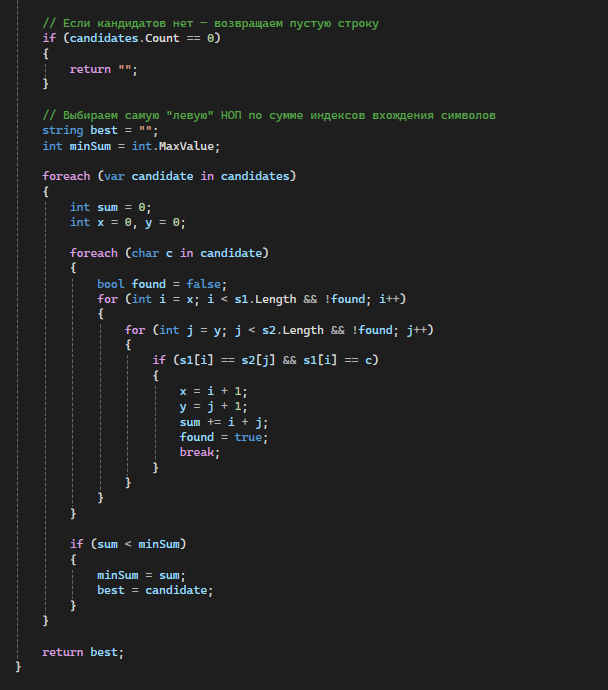 // Если кандидатов нет — возвращаем пустую строку
if (candidates.Count == 0)
{
return "";
}
// Выбираем самую "левую" НОП по сумме индексов вхождения символов
string best = "";
int minSum = int.MaxValue;
foreach (var candidate in candidates)
{
int sum = 0;
int x = 0, y = 0;
foreach (char c in candidate)
{
bool found = false;
for (int i = x; i < s1.Length && !found; i++)
{
for (int j = y; j < s2.Length && !found; j++)
{
if (s1[i] == s2[j] && s1[i] == c)
{
x = i + 1;
y = j + 1;
sum += i + j;
found = true;
break;
}
}
}
}
if (sum < minSum)
{
minSum = sum;
best = candidate;
}
}
return best;
}